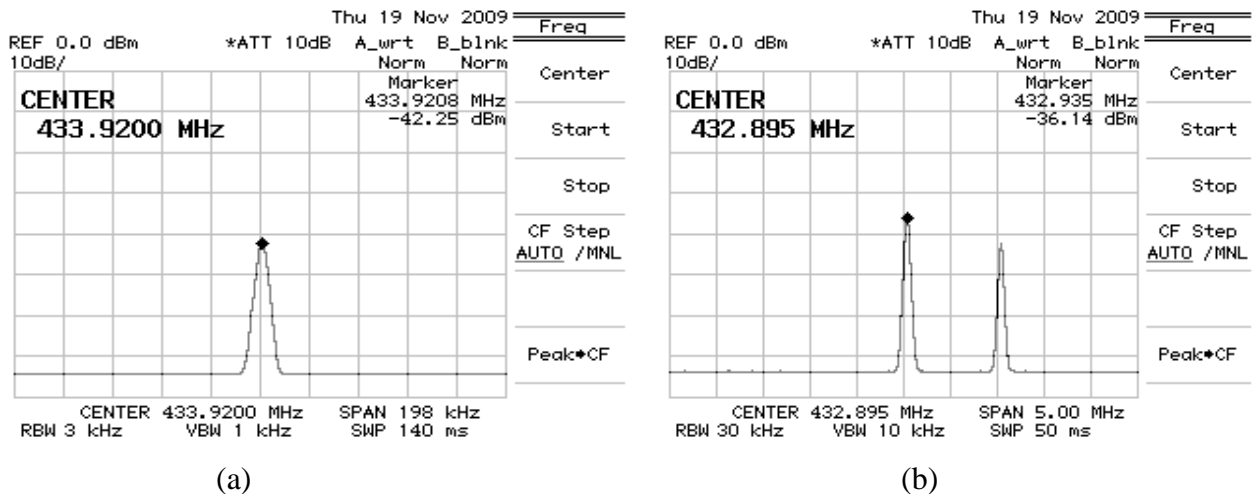 Thu 19 Nov 2009
Freq
REF 0.0 dBm *ATT 10dB A_wrt B_blnk
10dB/ Norm Norm
Marker
433.9208 MHz
-42.25 dBm
CENTER
433.9200 MHz
Center
Start
Stop
CF Step
AUTO /MNL
Peak➧CF
CENTER 433.9200 MHz SPAN 198 kHz
RBW 3 kHz VBW 1 kHz SWP 140 ms
(a)
Thu 19 Nov 2009
Freq
REF 0.0 dBm *ATT 10dB A_wrt B_blnk
10dB/ Norm Norm
Marker
432.935 MHz
-36.14 dBm
CENTER
432.895 MHz
Center
Start
Stop
CF Step
AUTO /MNL
Peak➧CF
CENTER 432.895 MHz SPAN 5.00 MHz
RBW 30 kHz VBW 10 kHz SWP 50 ms
(b)